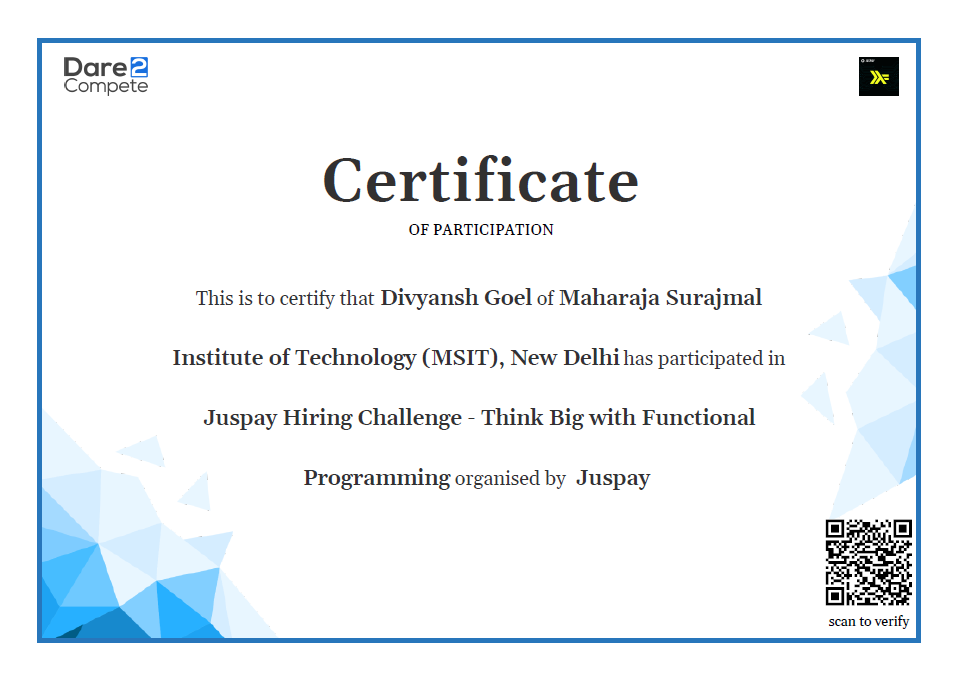 Dare2
Compete
Certificate
OF PARTICIPATION
This is to certify that Divyansh Goel of Maharaja Surajmal
Institute of Technology (MSIT), New Delhi has participated in
Juspay Hiring Challenge - Think Big with Functional
Programming organised by Juspay
scan to verify